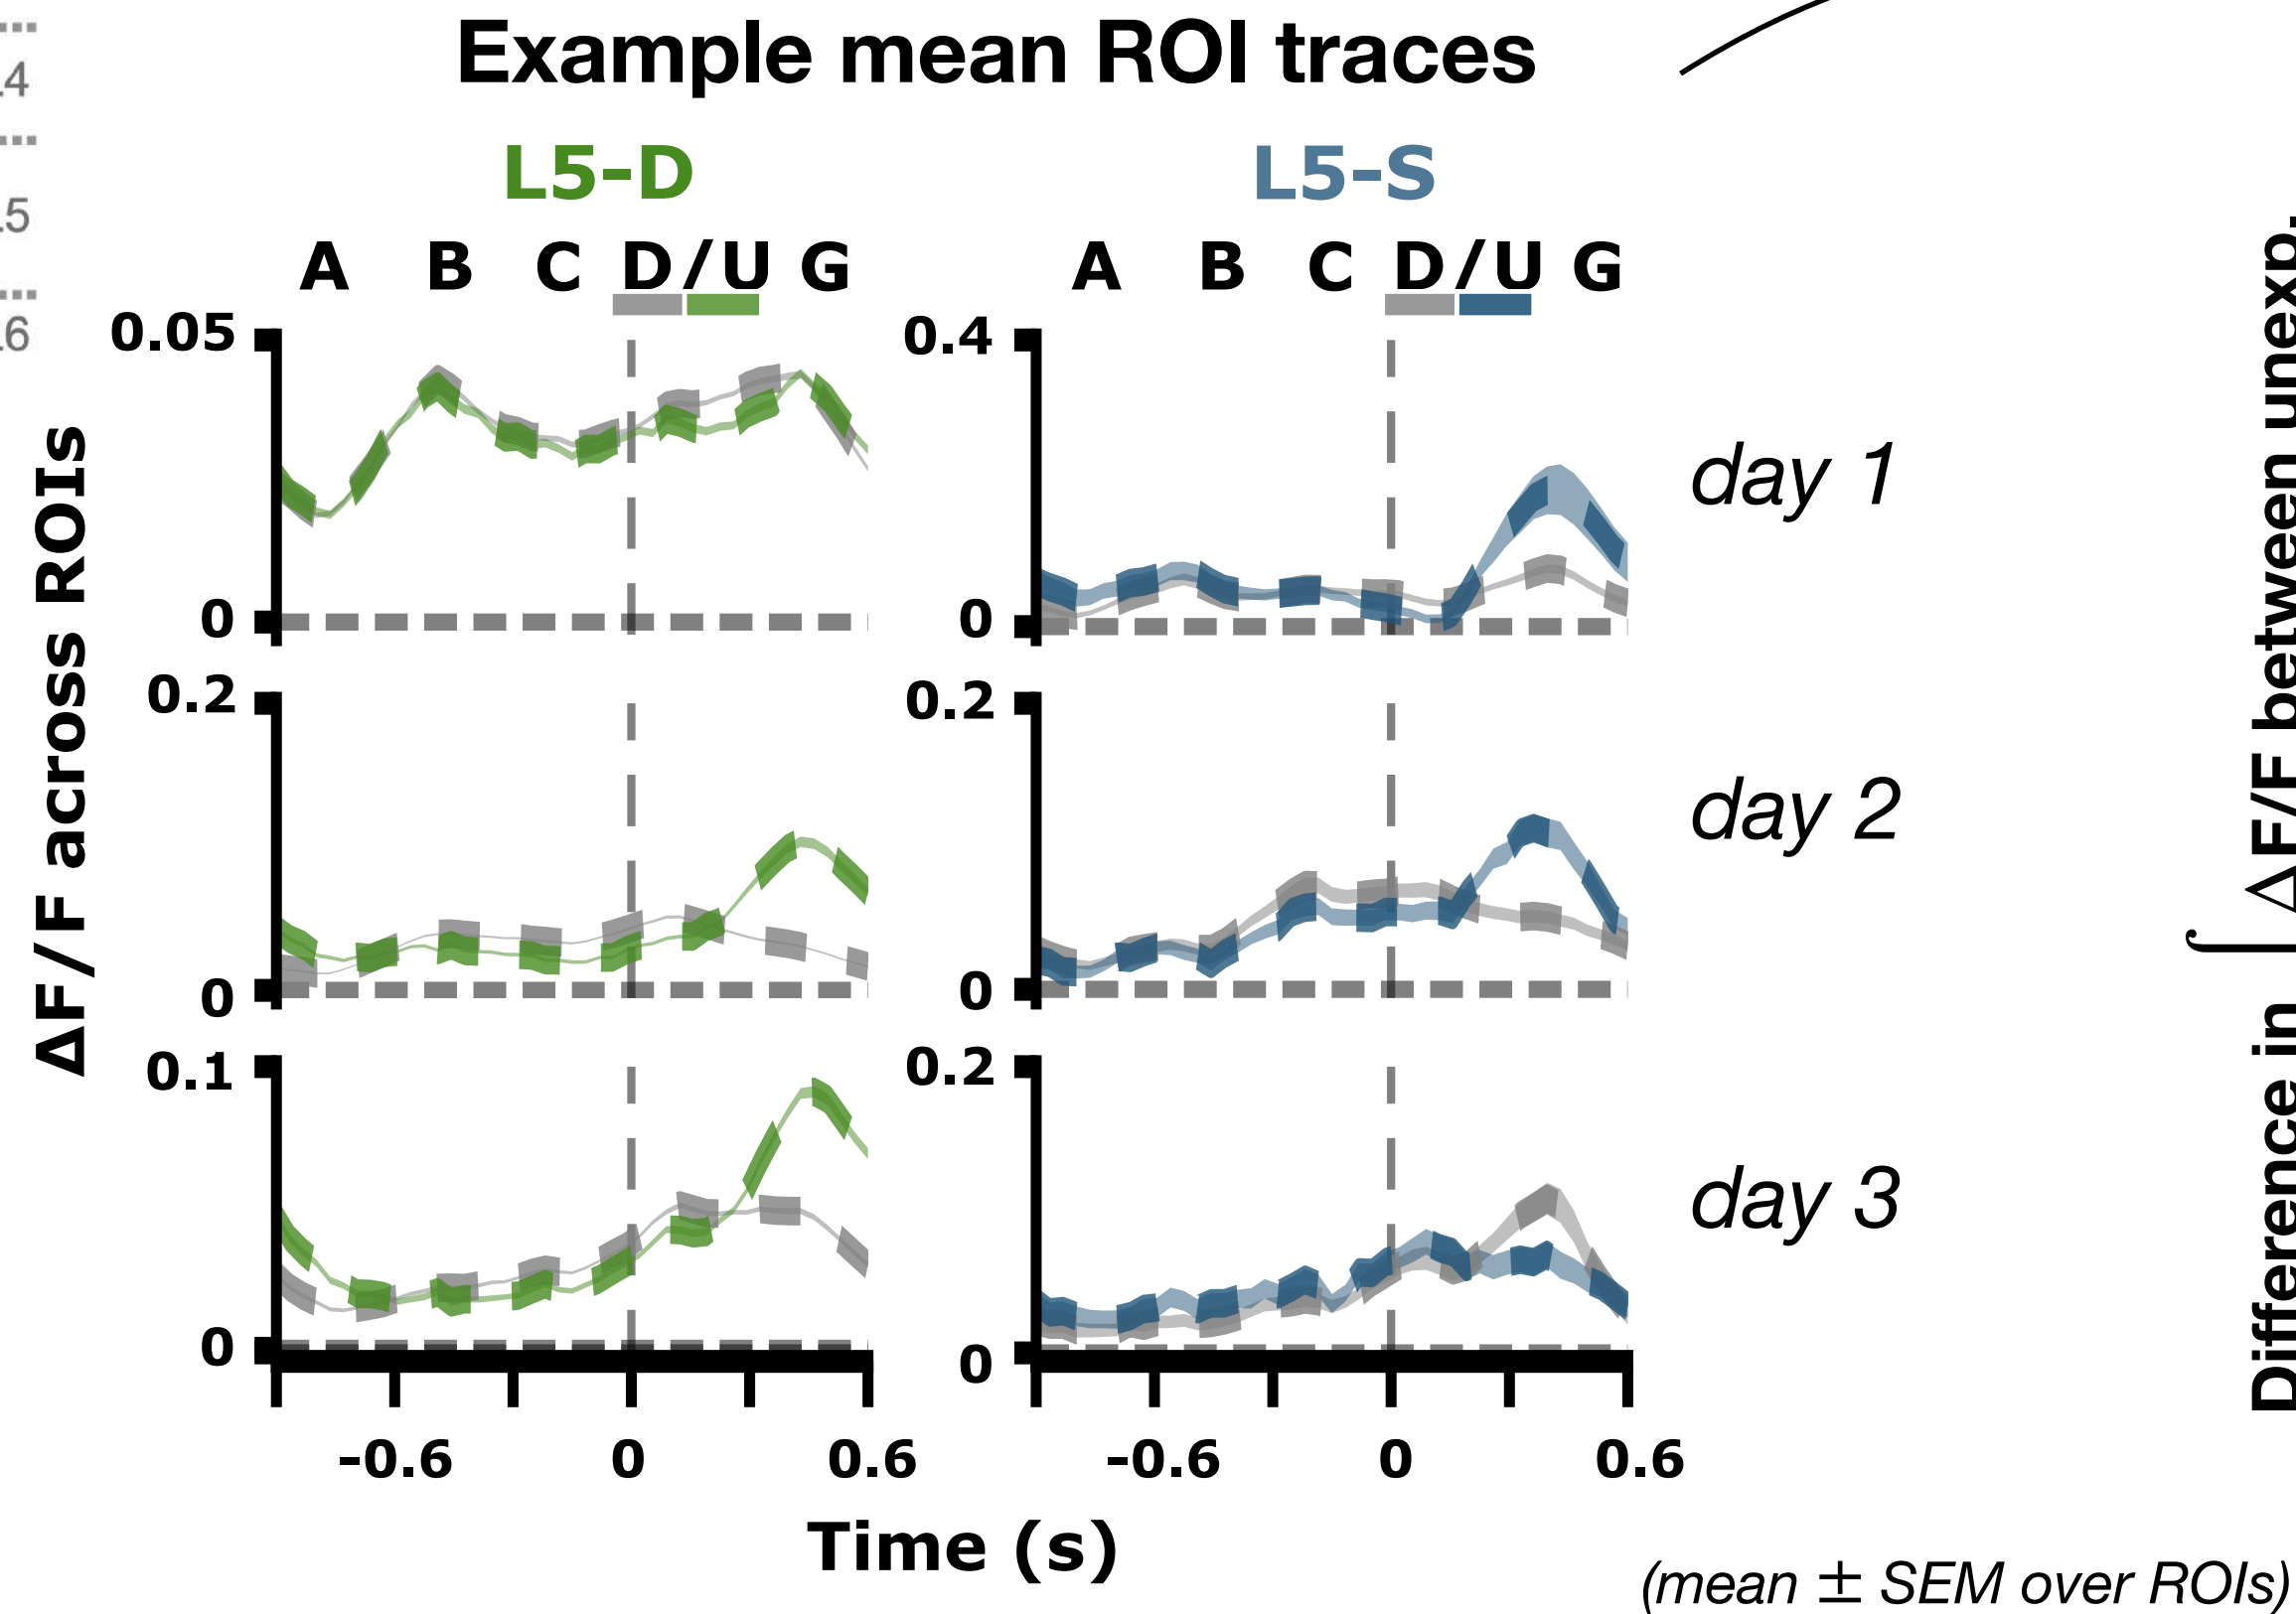 Example mean ROI traces
L5-D
L5-S
A B C D/U G
A B C D/U G
ΔF/F across ROIs
0.05
0
0.4
0
day 1
0.2
0
0.2
0
day 2
0.1
0
0.2
0
day 3
-0.6 0 0.6
-0.6 0 0.6
Time (s)
(mean ± SEM over ROIs)
Difference in ∫ ΔF/F between unexp.